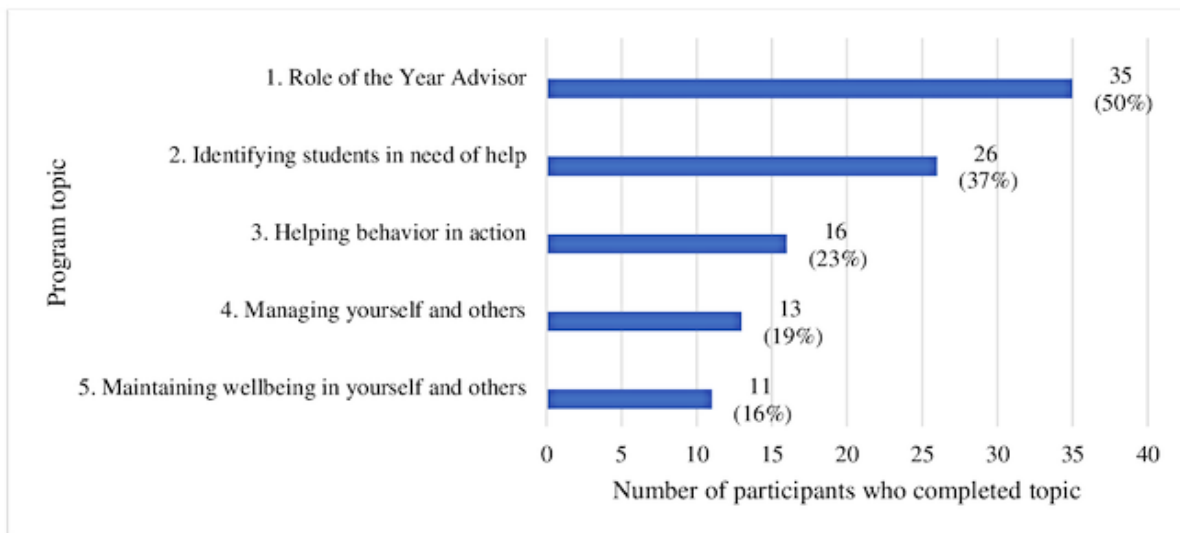 Program topic
1. Role of the Year Advisor
35
(50%)
2. Identifying students in need of help
26
(37%)
3. Helping behavior in action
16
(23%)
4. Managing yourself and others
13
(19%)
5. Maintaining wellbeing in yourself and others
11
(16%)
0 5 10 15 20 25 30 35 40
Number of participants who completed topic